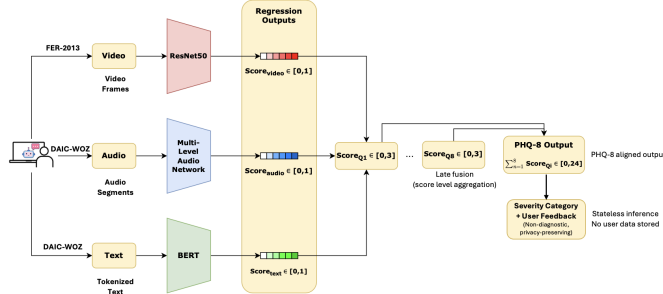 Regression
Outputs
FER-2013
Video
Video
Frames
ResNet50
Score_video ∈ [0,1]
DAIC-WOZ
Audio
Audio
Segments
Multi-
Level
Audio
Network
Score_audio ∈ [0,1]
DAIC-WOZ
Text
Tokenized
Text
BERT
Score_text ∈ [0,1]
Score_Q1 ∈ [0,3]
...
Score_Q8 ∈ [0,3]
Late fusion
(score level aggregation)
PHQ-8 Output
∑_{n=1}^{8} Score_Qi ∈ [0,24]
PHQ-8 aligned outpu
Severity Category
+ User Feedback
(Non-diagnostic,
privacy-preserving)
Stateless inference
No user data stored